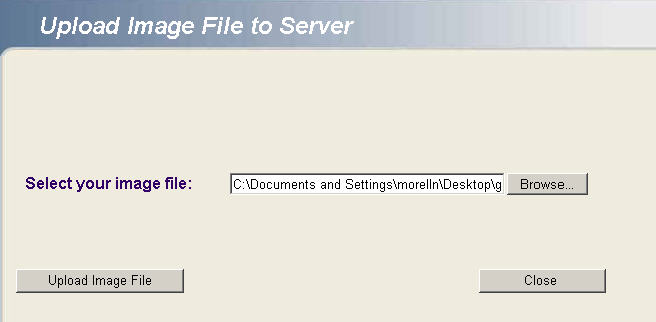 Upload Image File to Server
Select your image file: C:\Documents and Settings\morelln\Desktop\g Browse...
Upload Image File Close